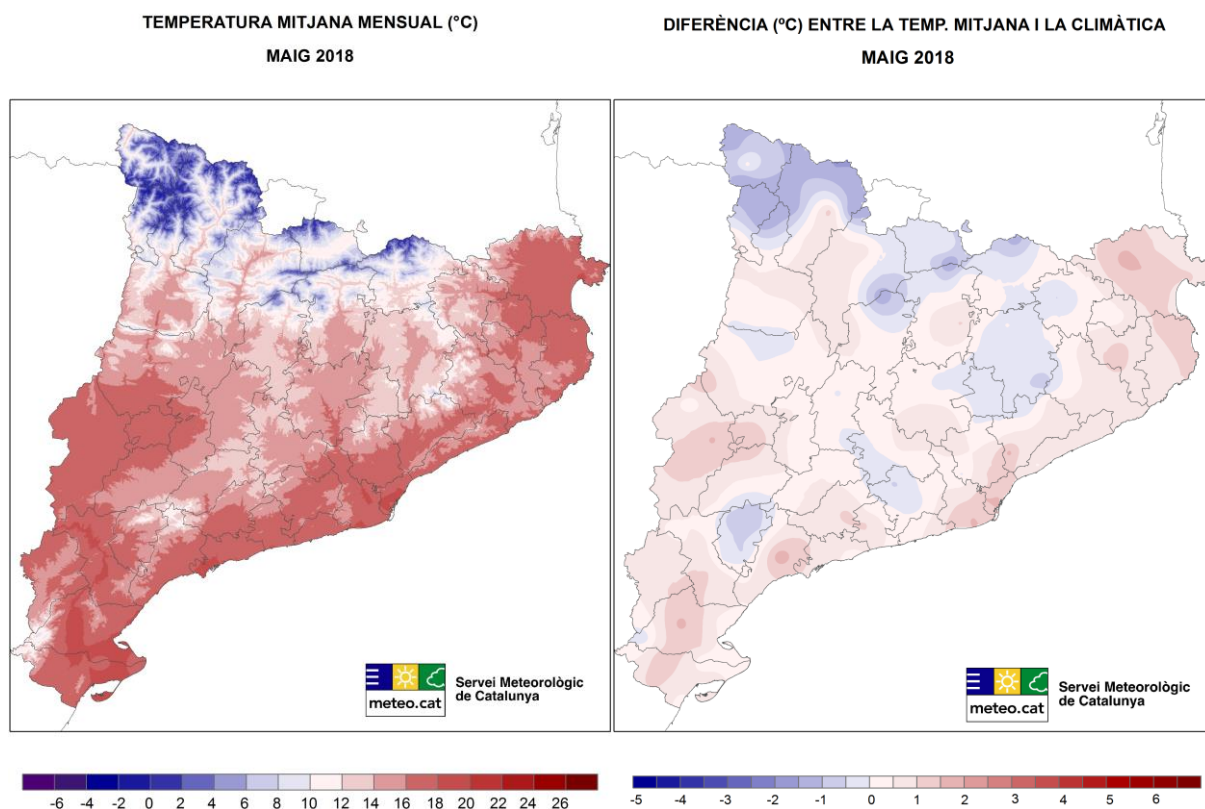 TEMPERATURA MITJANA MENSUAL (°C)
MAIG 2018
DIFERÈNCIA (ºC) ENTRE LA TEMP. MITJANA I LA CLIMÀTICA
MAIG 2018
meteo.cat
Servei Meteorològic
de Catalunya
meteo.cat
Servei Meteorològic
de Catalunya
-6 -4 -2 0 2 4 6 8 10 12 14 16 18 20 22 24 26
-5 -4 -3 -2 -1 0 1 2 3 4 5 6